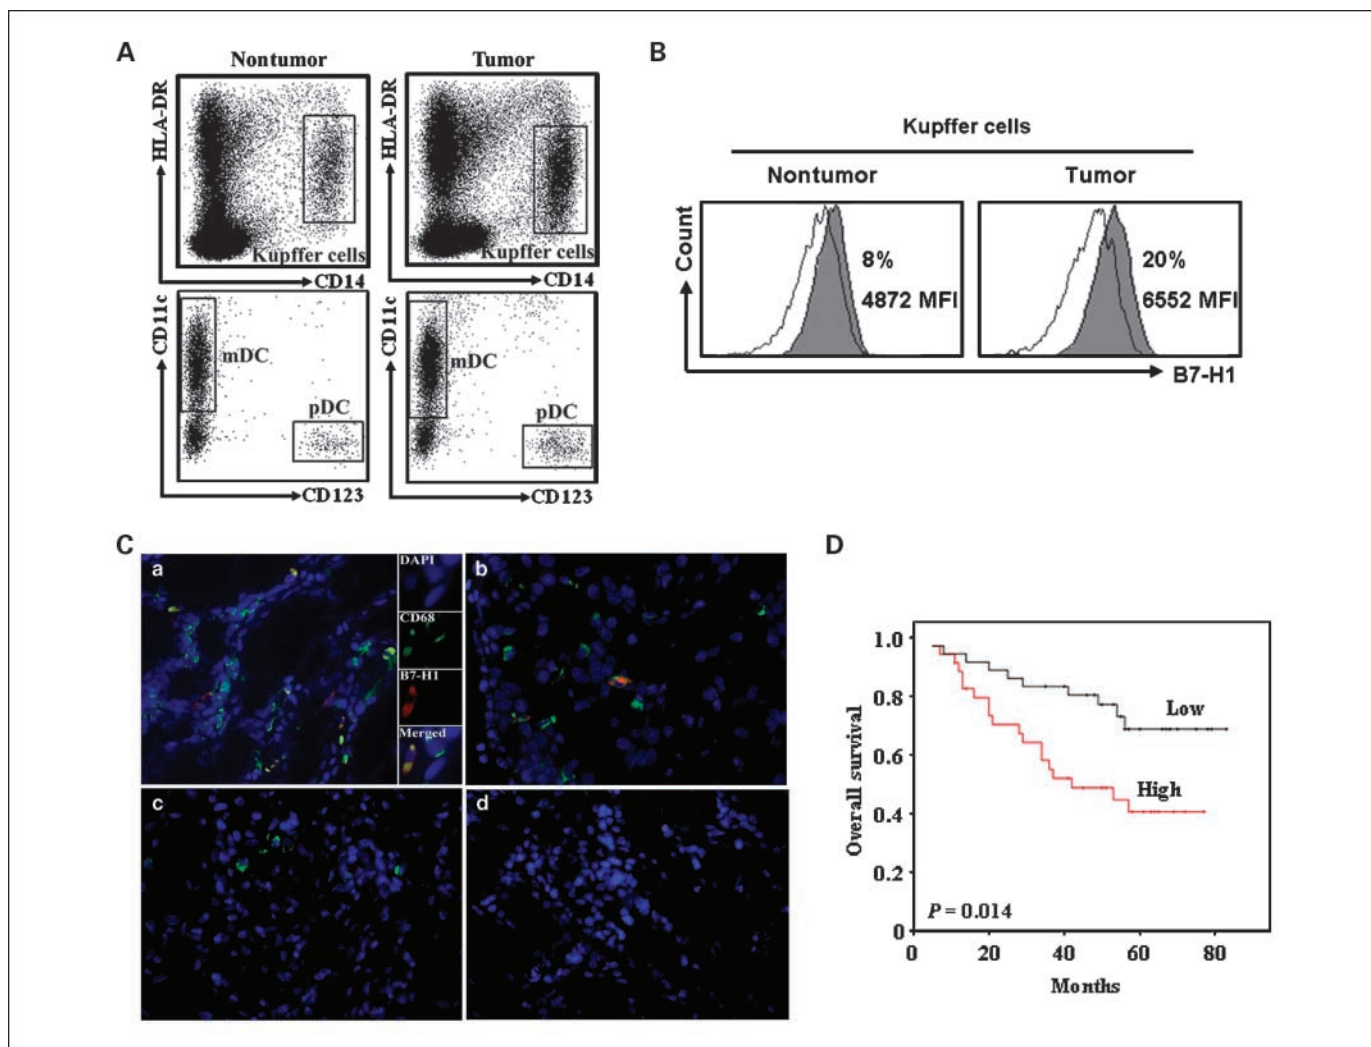 A
Nontumor
Tumor
HLA-DR
Kupffer cells
CD14
HLA-DR
Kupffer cells
CD14
CD11c
mDC
pDC
CD123
CD11c
mDC
pDC
CD123
B
Kupffer cells
Nontumor
Tumor
Count
8%
4872 MFI
20%
6552 MFI
B7-H1
C
a
DAPI
CD68
B7-H1
Merged
b
c
d
D
Overall survival
1.0
0.8
0.6
0.4
0.2
0
Low
High
P = 0.014
0
20
40
60
80
Months